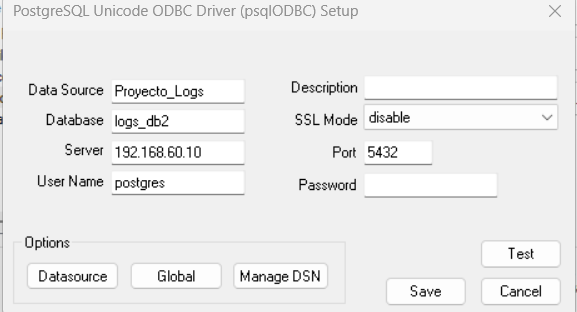 PostgreSQL Unicode ODBC Driver (psqlODBC) Setup
Data Source Proyecto_Logs
Description
Database logs_db2
SSL Mode disable
Server 192.168.60.10
Port 5432
User Name postgres
Password
Options
Datasource Global Manage DSN
Test
Save Cancel